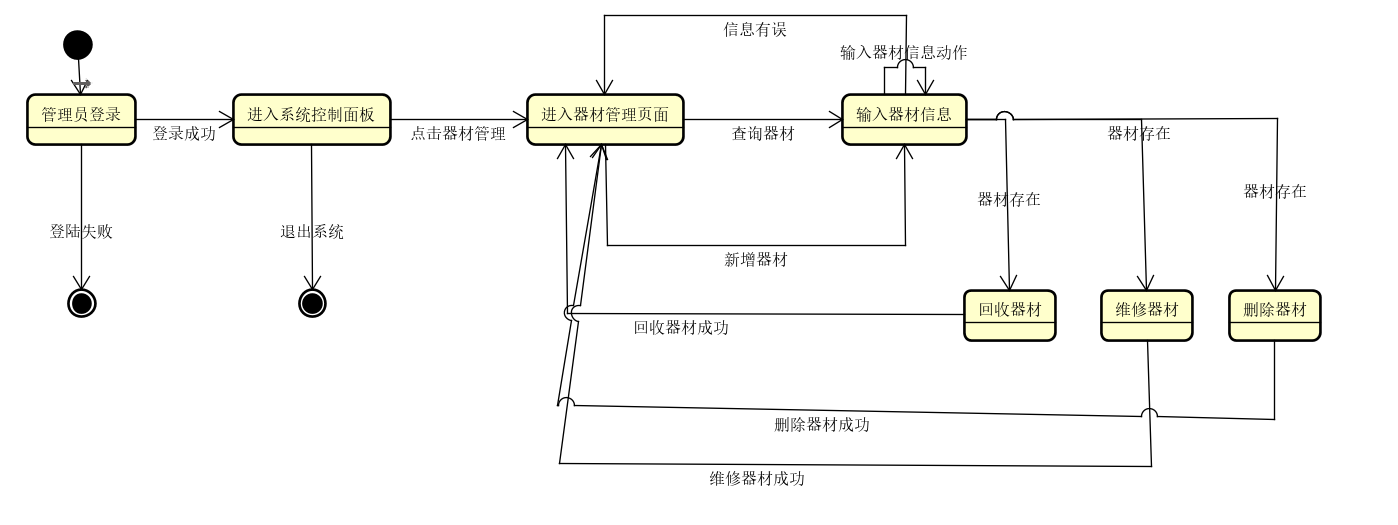 信息有误
输入器材信息动作
管理员登录
进入系统控制面板
进入器材管理页面
输入器材信息
登录成功
点击器材管理
查询器材
器材存在
器材存在
器材存在
登陆失败
退出系统
新增器材
回收器材
维修器材
删除器材
回收器材成功
删除器材成功
维修器材成功